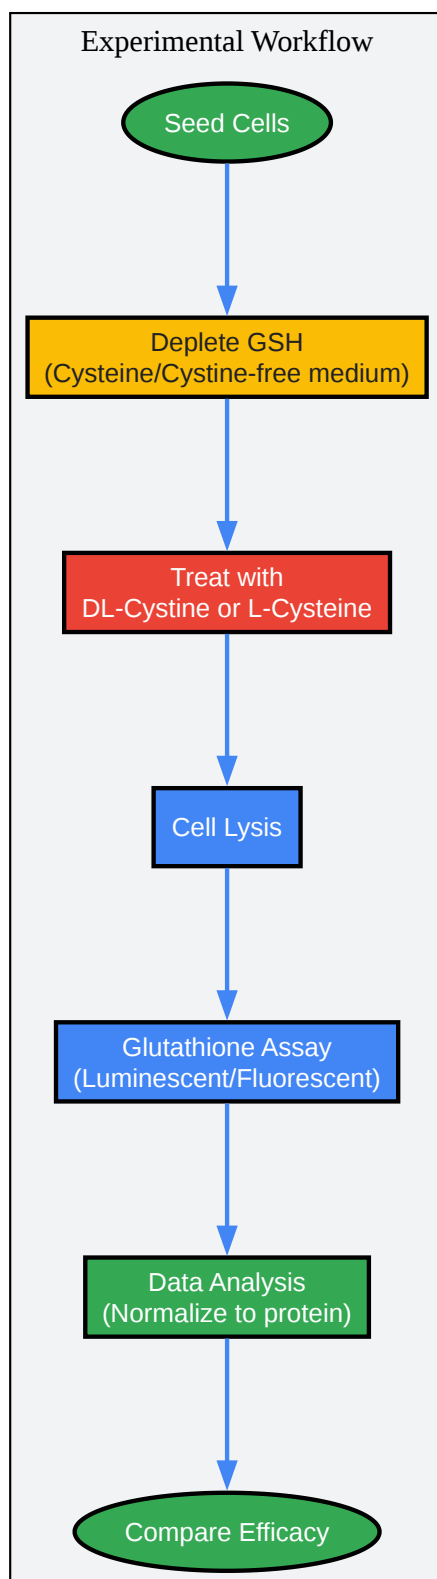 Experimental Workflow
Seed Cells
Deplete GSH
(Cysteine/Cystine-free medium)
Treat with
DL-Cystine or L-Cysteine
Cell Lysis
Glutathione Assay
(Luminescent/Fluorescent)
Data Analysis
(Normalize to protein)
Compare Efficacy